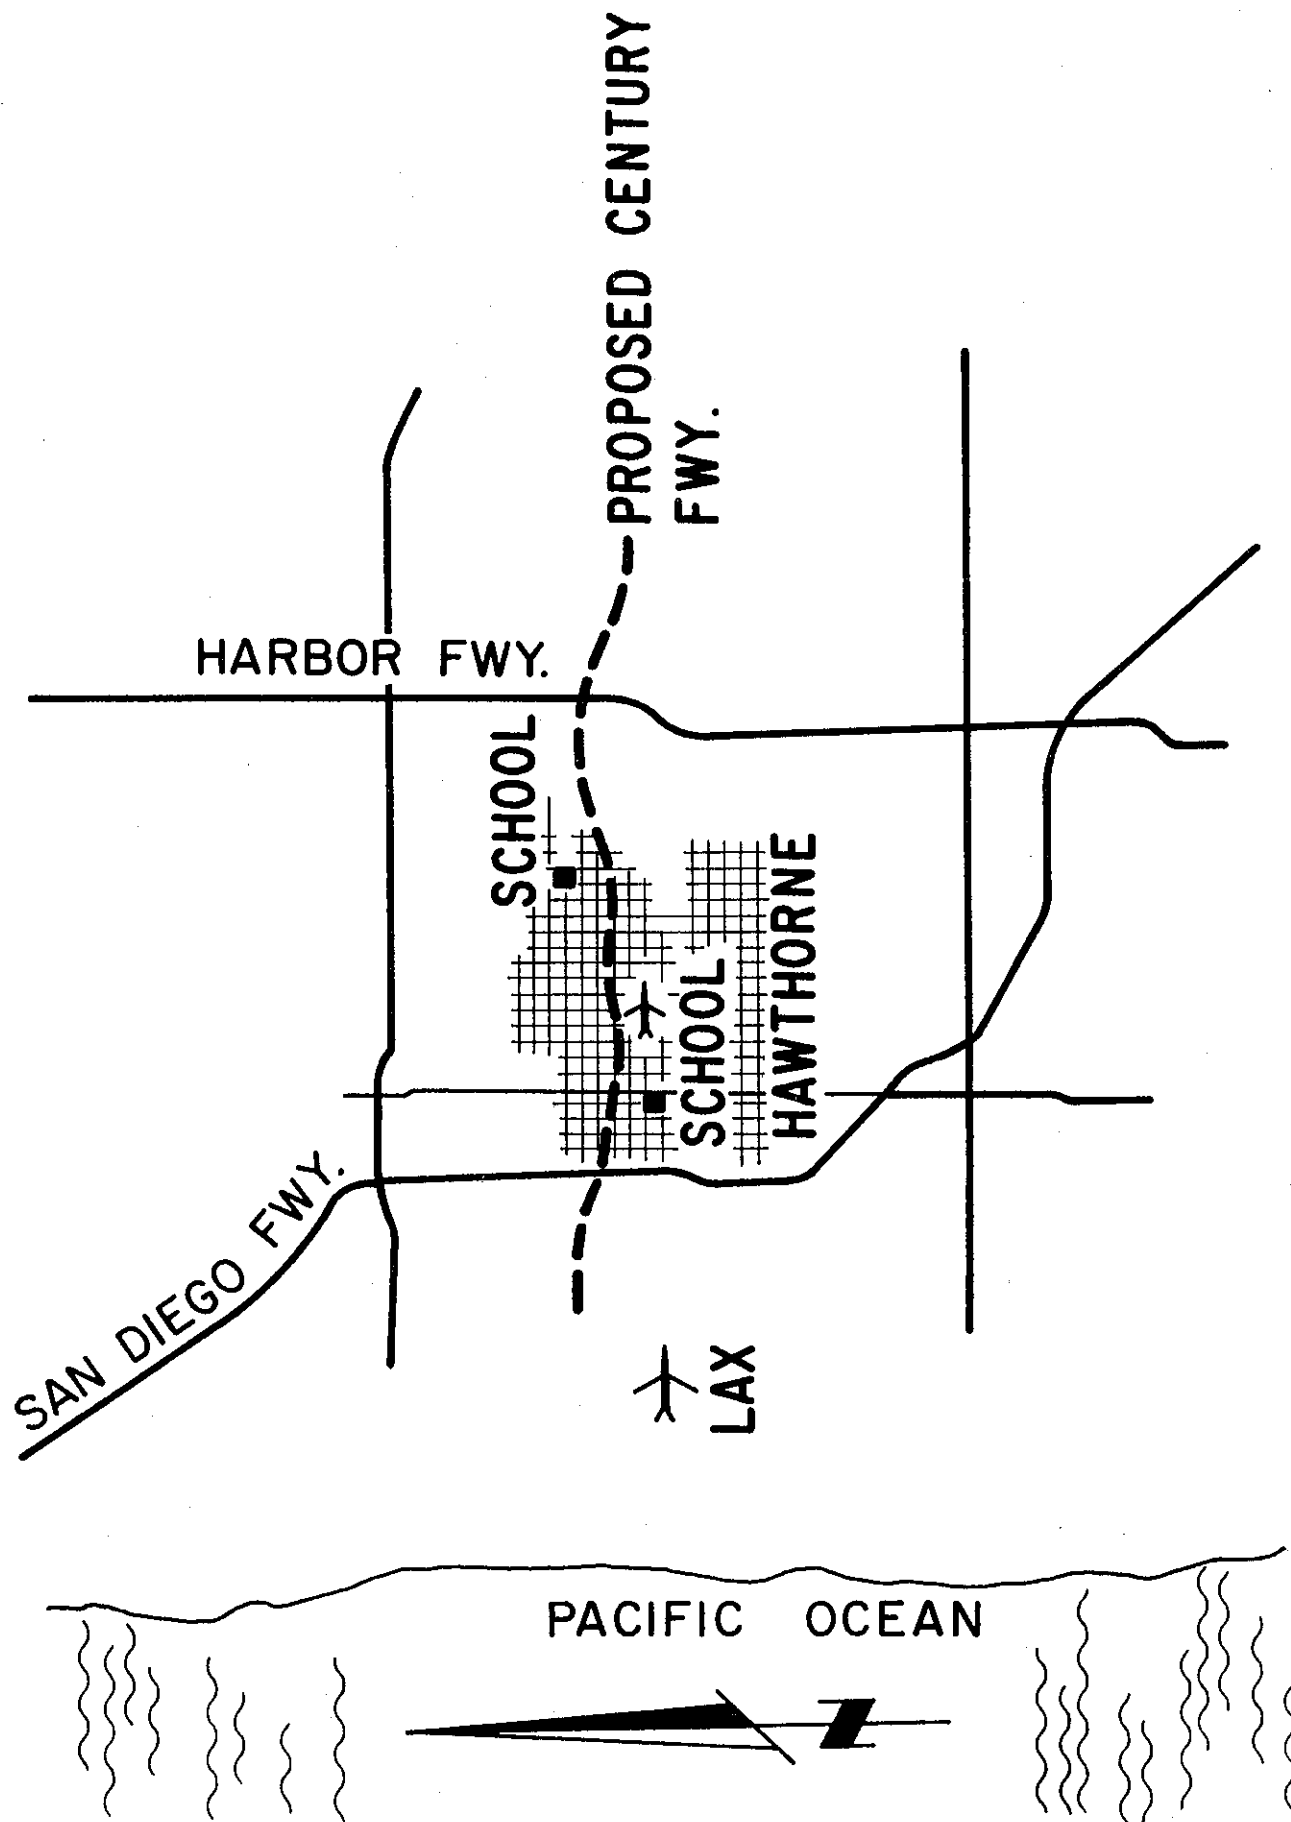 PROPOSED CENTURY
FWY.
HARBOR FWY.
SCHOOL
SCHOOL
HAWTHORNE
SAN DIEGO FWY.
LAX
PACIFIC OCEAN
N